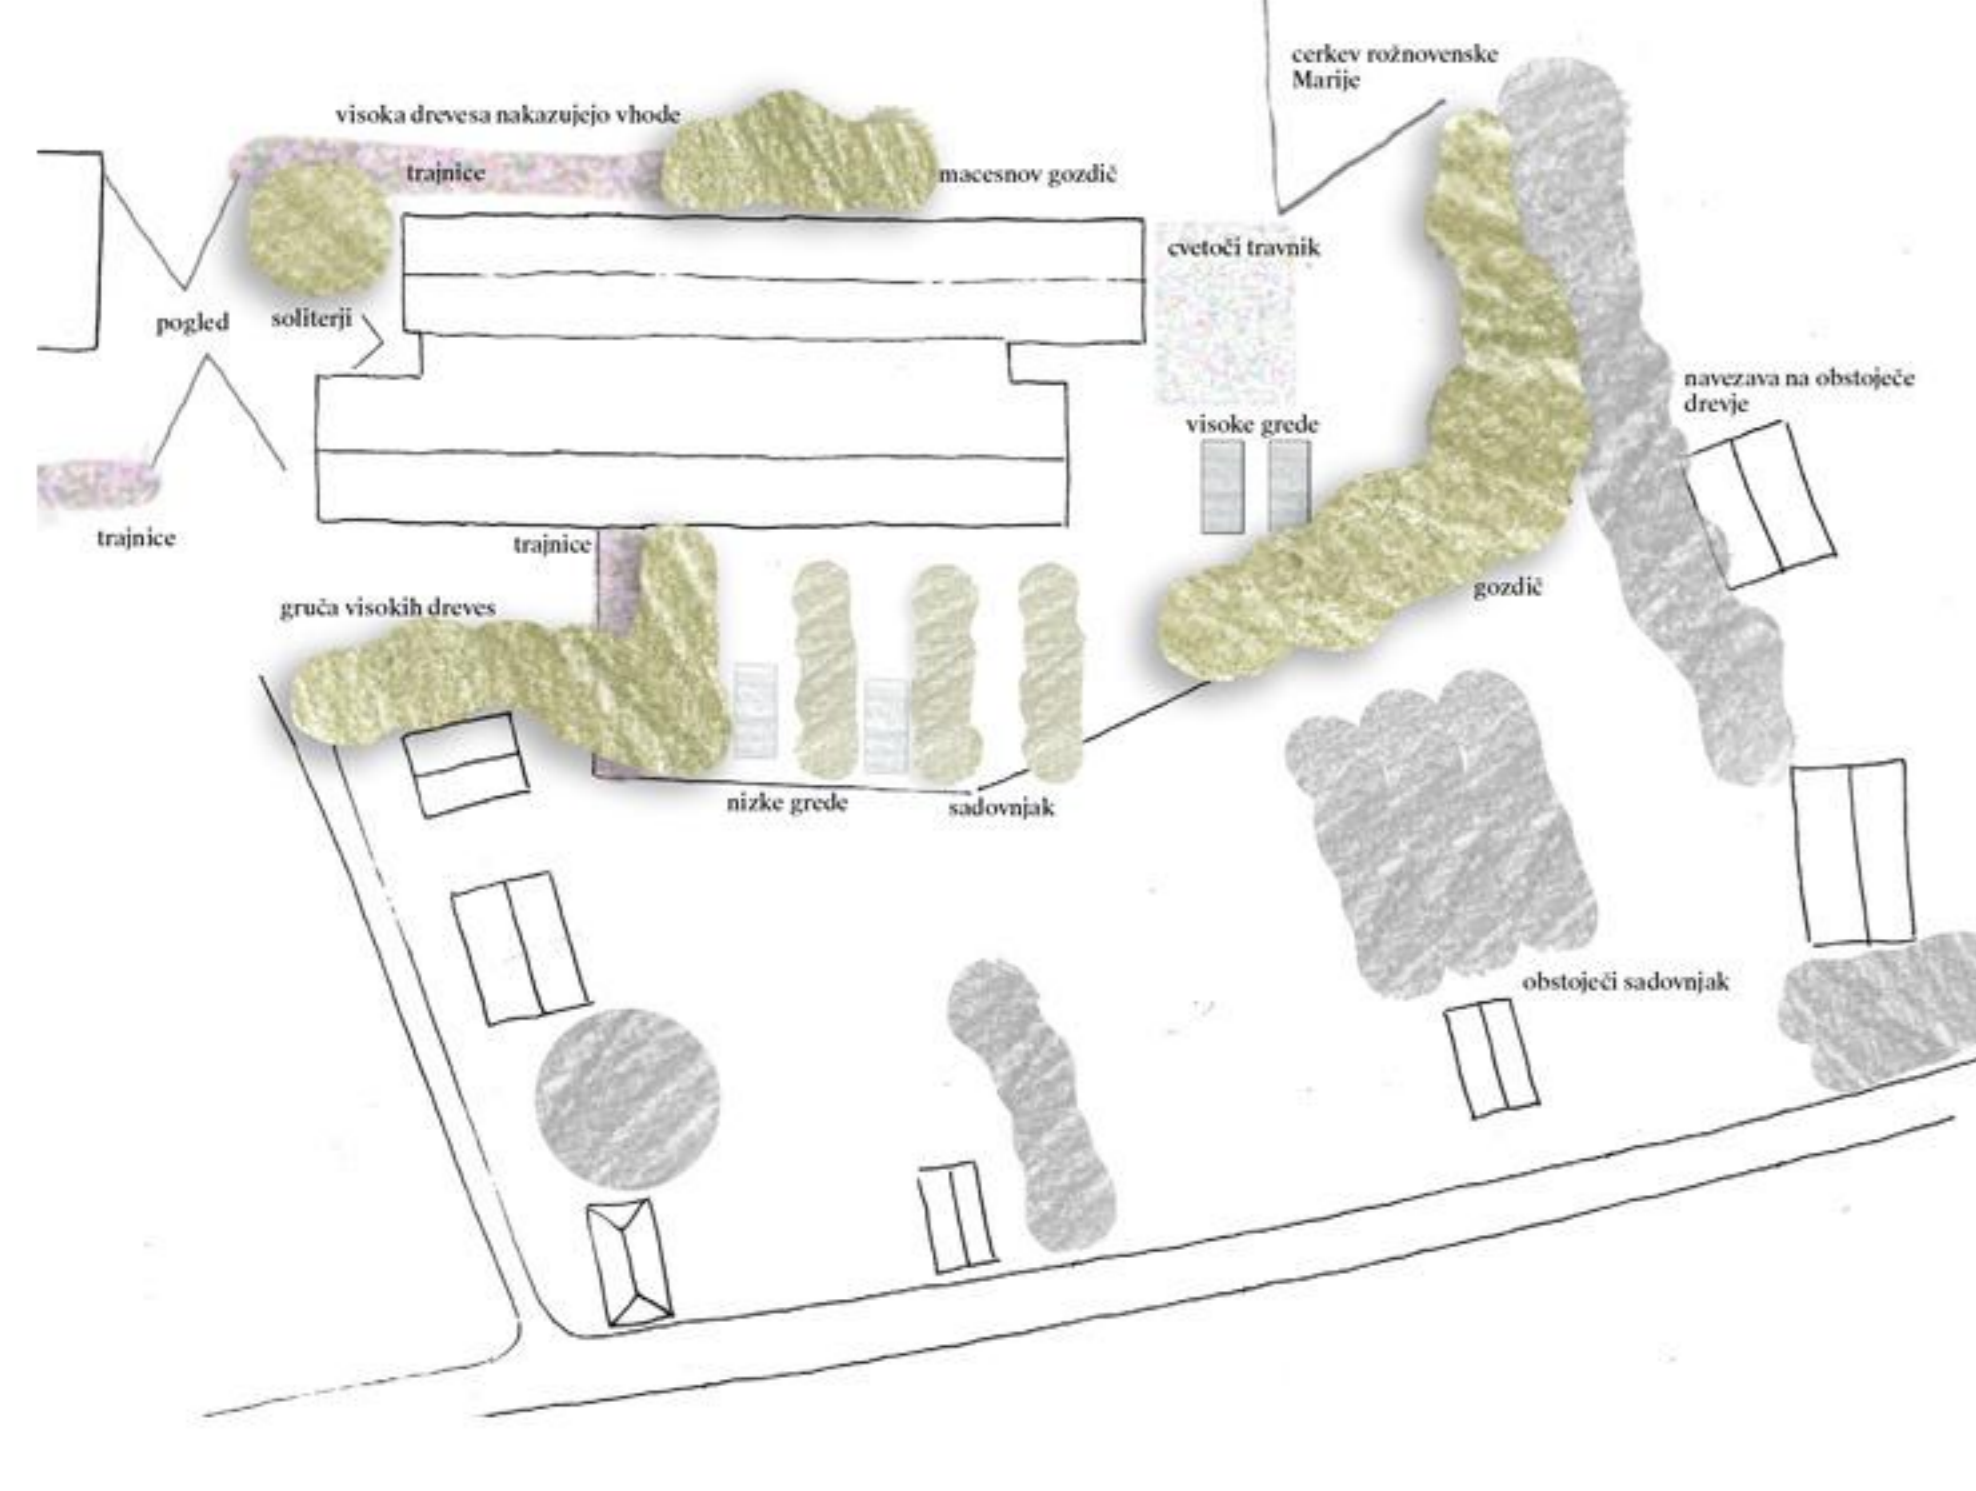 cerkev rožnovenske
Marije
visoka drevesa nakazujejo vhode
trajnice
macesnov gozdič
cvetoči travnik
pogled
soliterji
navezava na obstoječe
drevje
visoke grede
trajnice
trajnice
gozdič
gruča visokih dreves
nizke grede
sadovnjak
obstoječi sadovnjak